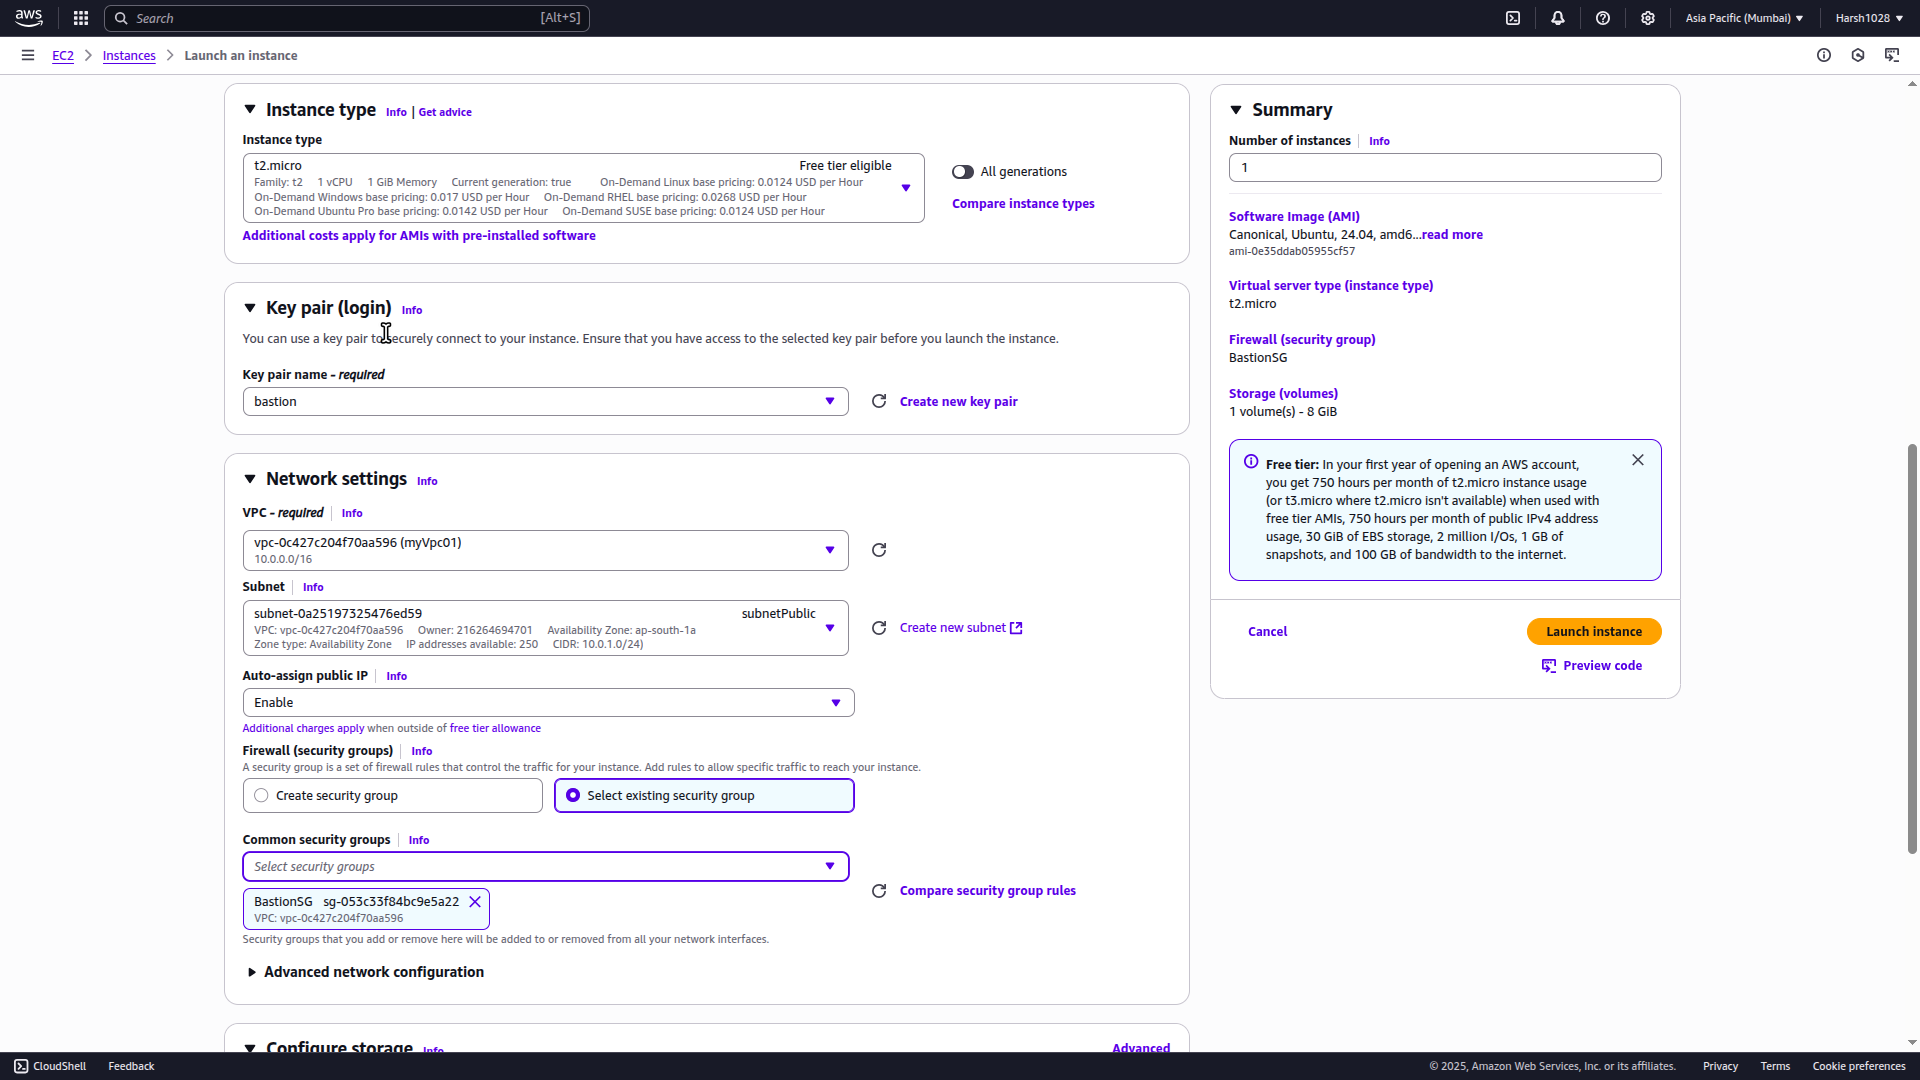 aws
Search [Alt+S]
Asia Pacific (Mumbai)
Harsh1028
EC2
Instances
Launch an instance
Instance type Info | Get advice
Instance type
t2.micro Free tier eligible
Family: t2 1 vCPU 1 GiB Memory Current generation: true On-Demand Linux base pricing: 0.0124 USD per Hour
On-Demand Windows base pricing: 0.017 USD per Hour On-Demand RHEL base pricing: 0.0268 USD per Hour
On-Demand Ubuntu Pro base pricing: 0.0142 USD per Hour On-Demand SUSE base pricing: 0.0124 USD per Hour
All generations
Compare instance types
Additional costs apply for AMIs with pre-installed software
Key pair (login) Info
You can use a key pair to securely connect to your instance. Ensure that you have access to the selected key pair before you launch the instance.
Key pair name - required
bastion
Create new key pair
Network settings Info
VPC - required Info
vpc-0c427c204f70aa596 (myVpc01)
10.0.0.0/16
Subnet Info
subnet-0a25197325476ed59 subnetPublic
VPC: vpc-0c427c204f70aa596 Owner: 216264694701 Availability Zone: ap-south-1a
Zone type: Availability Zone IP addresses available: 250 CIDR: 10.0.1.0/24)
Create new subnet
Auto-assign public IP Info
Enable
Additional charges apply when outside of free tier allowance
Firewall (security groups) Info
A security group is a set of firewall rules that control the traffic for your instance. Add rules to allow specific traffic to reach your instance.
Create security group
Select existing security group
Common security groups Info
Select security groups
BastionSG sg-053c33f84bc9e5a22
VPC: vpc-0c427c204f70aa596
Compare security group rules
Security groups that you add or remove here will be added to or removed from all your network interfaces.
Advanced network configuration
Configure storage Info
Advanced
Summary
Number of instances Info
1
Software Image (AMI)
Canonical, Ubuntu, 24.04, amd6...read more
ami-0e35ddab05955cf57
Virtual server type (instance type)
t2.micro
Firewall (security group)
BastionSG
Storage (volumes)
1 volume(s) - 8 GiB
Free tier: In your first year of opening an AWS account,
you get 750 hours per month of t2.micro instance usage
(or t3.micro where t2.micro isn't available) when used with
free tier AMIs, 750 hours per month of public IPv4 address
usage, 30 GiB of EBS storage, 2 million I/Os, 1 GB of
snapshots, and 100 GB of bandwidth to the internet.
Cancel
Launch instance
Preview code
CloudShell
Feedback
© 2025, Amazon Web Services, Inc. or its affiliates.
Privacy
Terms
Cookie preferences